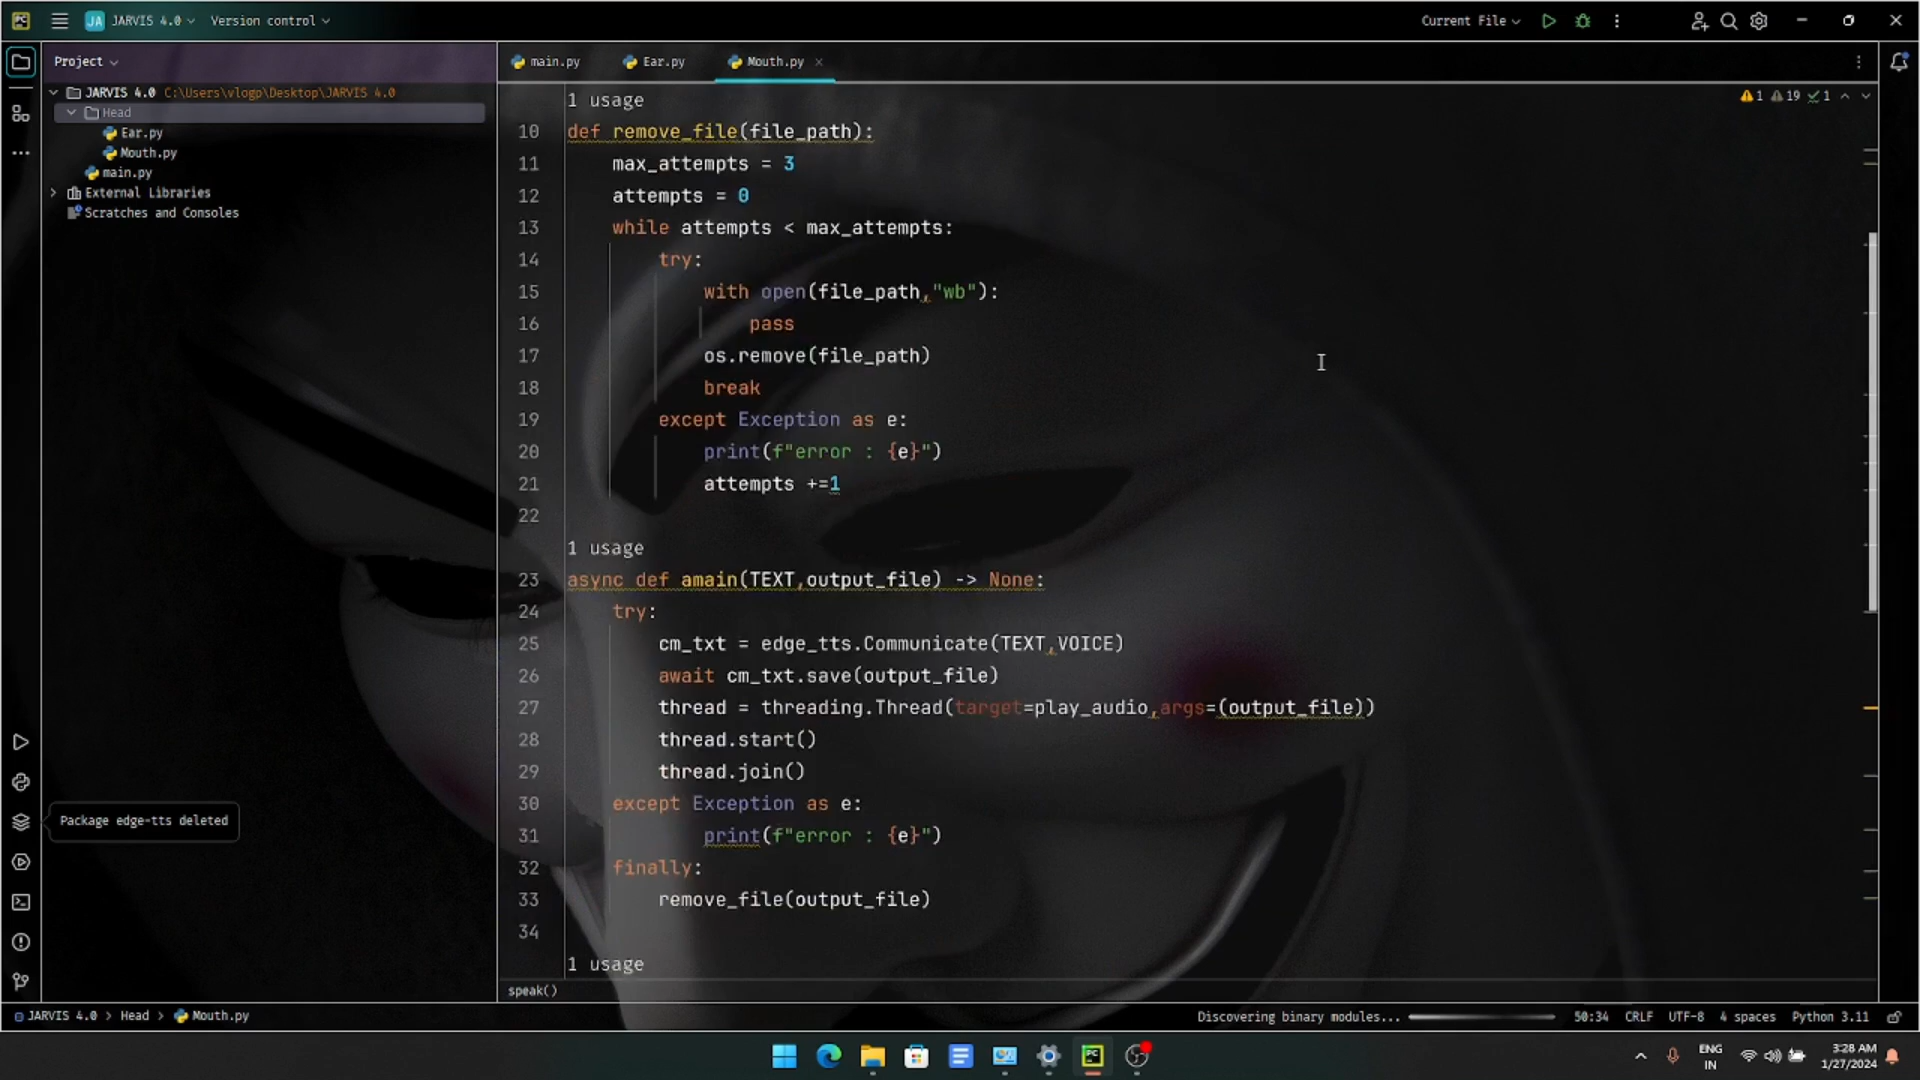 PC
JA JARVIS 4.0 Version control Current File
Project main.py Ear.py Mouth.py
JARVIS 4.0 C:\Users\vlogp\Desktop\JARVIS 4.0
Head
Ear.py
Mouth.py
main.py
External Libraries
Scratches and Consoles
1 19 1
1 usage
10 def remove_file(file_path):
11 max_attempts = 3
12 attempts = 0
13 while attempts < max_attempts:
14 try:
15 with open(file_path,"wb"):
16 pass
17 os.remove(file_path)
18 break
19 except Exception as e:
20 print(f"error : {e}")
21 attempts +=1
22
1 usage
23 async def amain(TEXT,output_file) -> None:
24 try:
25 cm_txt = edge_tts.Communicate(TEXT,VOICE)
26 await cm_txt.save(output_file)
27 thread = threading.Thread(target=play_audio,args=(output_file))
28 thread.start()
29 thread.join()
30 except Exception as e:
31 print(f"error : {e}")
32 finally:
33 remove_file(output_file)
34
1 usage
Package edge-tts deleted
speak()
JARVIS 4.0 > Head > Mouth.py Discovering binary modules... 50:34 CRLF UTF-8 4 spaces Python 3.11
PC
ENG
IN
3:28 AM
1/27/2024